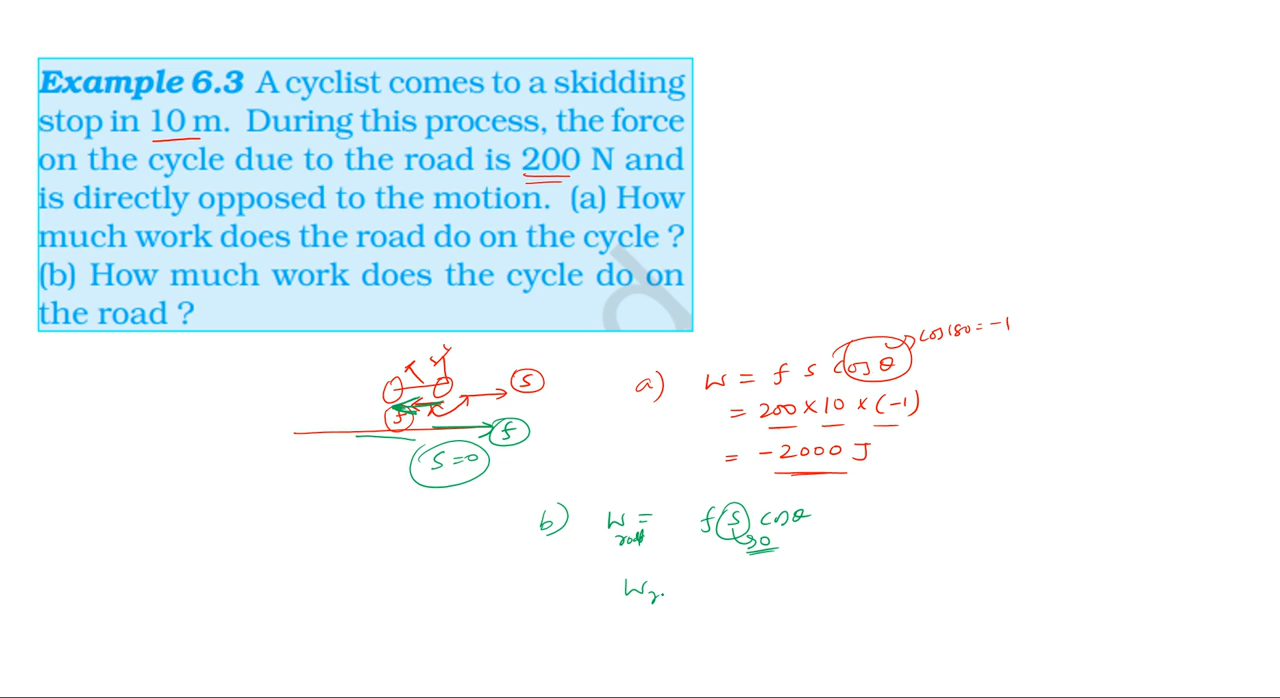 Example 6.3 A cyclist comes to a skidding
stop in 10 m. During this process, the force
on the cycle due to the road is 200 N and
is directly opposed to the motion. (a) How
much work does the road do on the cycle ?
(b) How much work does the cycle do on
the road ?
cos 180 = -1
a) W = f s cos θ
= 200 × 10 × (-1)
= -2000 J
s
f
f
s=0
b) W road = f s cos θ
0
W r.